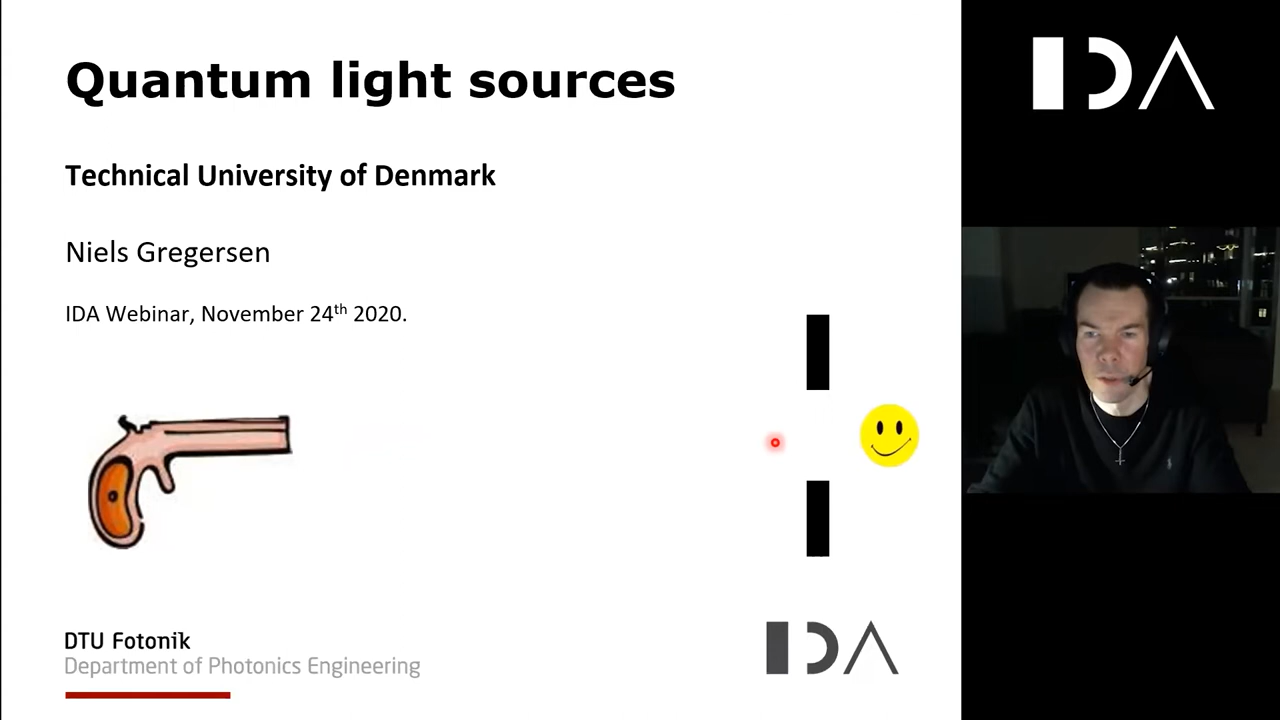 Quantum light sources
Technical University of Denmark
Niels Gregersen
IDA Webinar, November 24th 2020.
DTU Fotonik
Department of Photonics Engineering
IDA
IDA